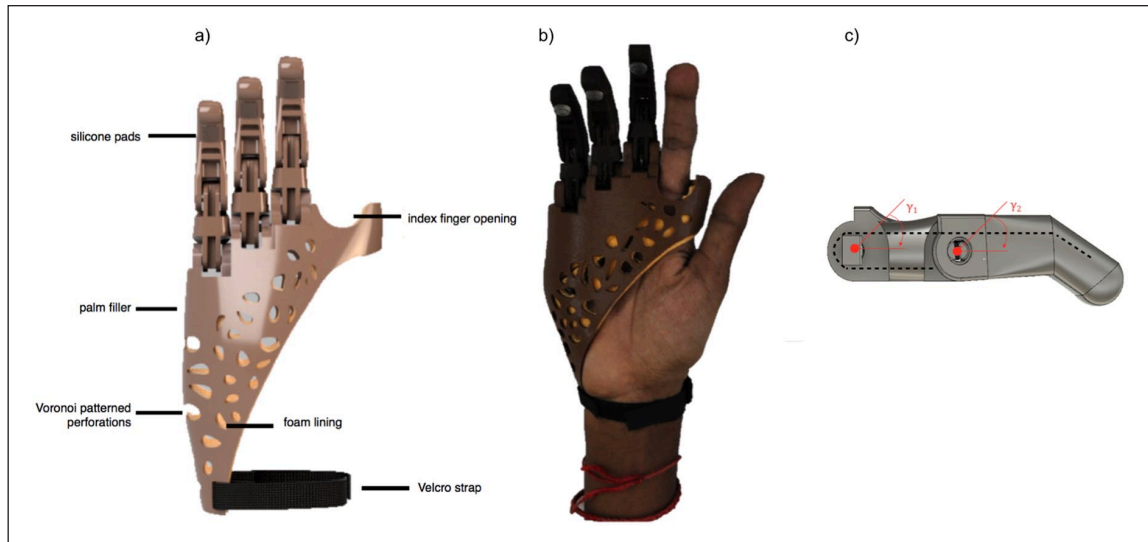 a)
b)
c)
silicone pads
index finger opening
palm filler
Voronoi patterned
perforations
foam lining
Velcro strap
γ1
γ2